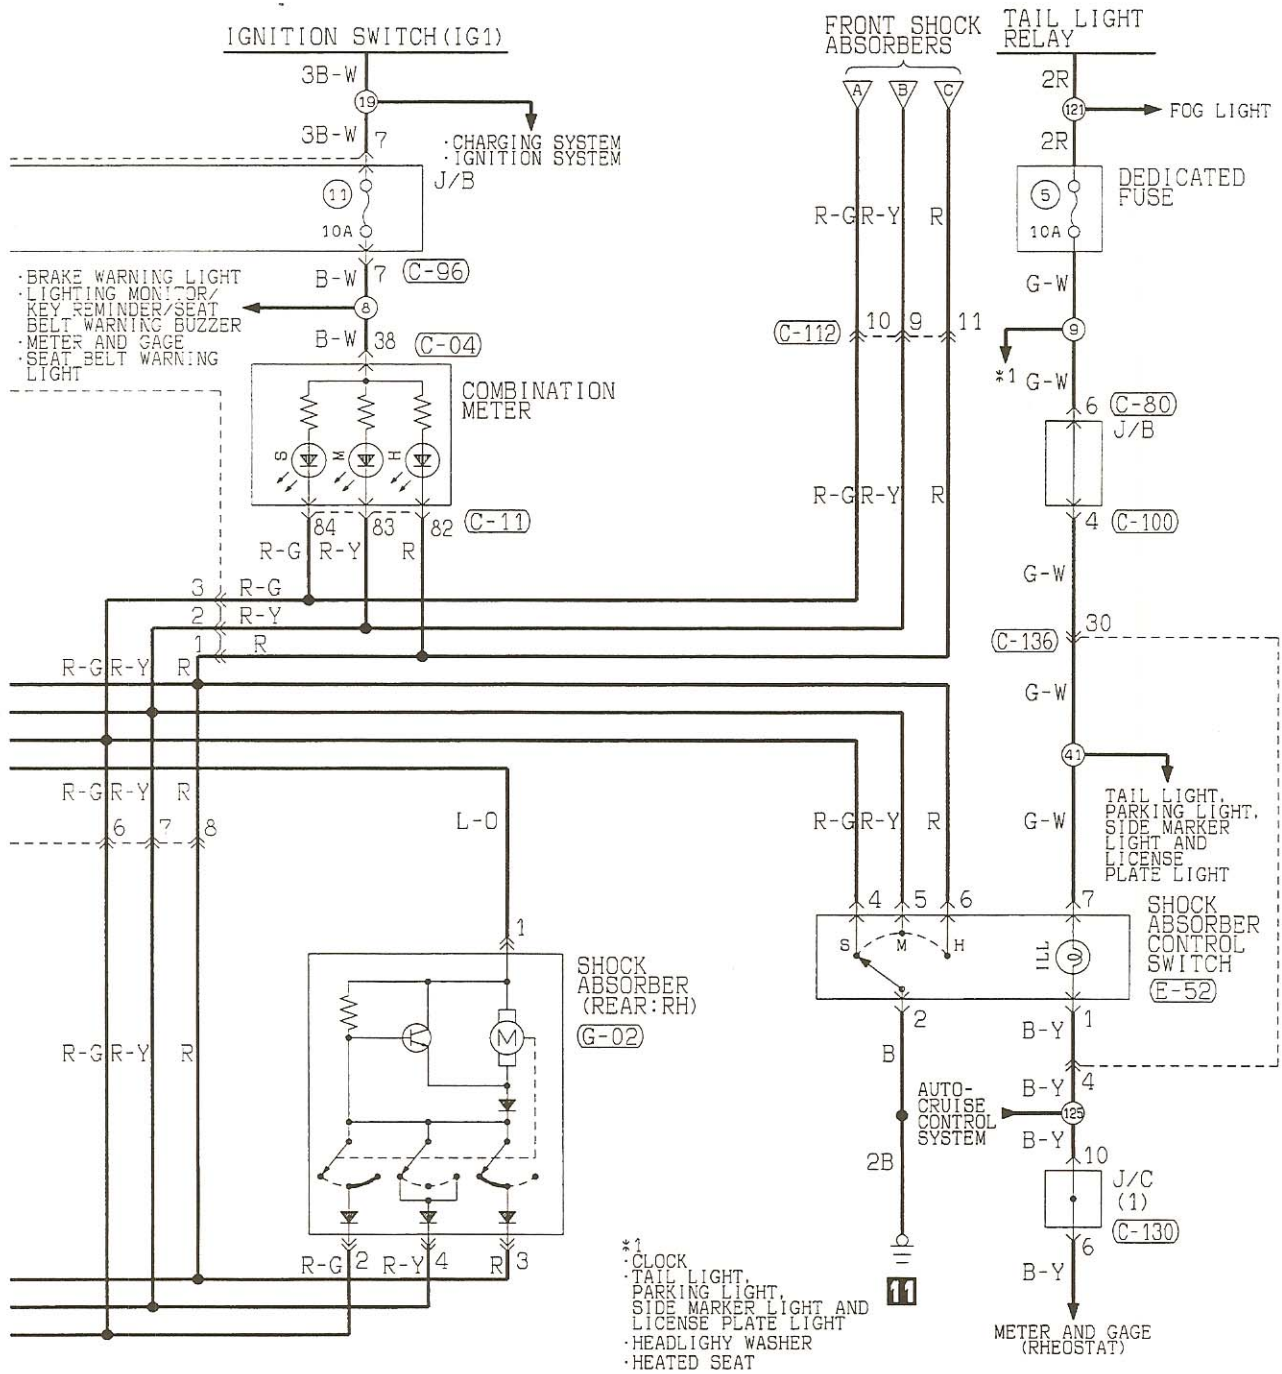 IGNITION SWITCH(IG1)
FRONT SHOCK
ABSORBERS
TAIL LIGHT
RELAY
3B-W
19
3B-W
7
·CHARGING SYSTEM
·IGNITION SYSTEM
J/B
11
10A
A
B
C
2R
121
FOG LIGHT
2R
5
10A
DEDICATED
FUSE
R-G
R-Y
R
B-W
7
C-96
·BRAKE WARNING LIGHT
·LIGHTING MONITOR/
KEY REMINDER/SEAT
BELT WARNING BUZZER
·METER AND GAGE
·SEAT BELT WARNING
LIGHT
8
B-W
38
C-04
G-W
C-112
10
9
11
9
*1
G-W
6
C-80
J/B
COMBINATION
METER
S
M
H
R-G
R-Y
R
84
83
82
C-11
4
C-100
R-G
R-Y
R
G-W
3
R-G
2
R-Y
1
R
30
C-136
R-G
R-Y
R
G-W
41
TAIL LIGHT,
PARKING LIGHT,
SIDE MARKER
LIGHT AND
LICENSE
PLATE LIGHT
R-G
R-Y
R
6
7
8
L-O
R-G
R-Y
R
G-W
4
5
6
7
SHOCK
ABSORBER
CONTROL
SWITCH
E-52
S
M
H
ILL
1
SHOCK
ABSORBER
(REAR:RH)
G-02
M
2
1
B
B-Y
R-G
R-Y
R
4
B-Y
AUTO-
CRUISE
CONTROL
SYSTEM
125
B-Y
2B
10
J/C
(1)
C-130
6
B-Y
METER AND GAGE
(RHEOSTAT)
11
R-G
2
R-Y
4
R
3
*1
·CLOCK
·TAIL LIGHT,
PARKING LIGHT,
SIDE MARKER LIGHT AND
LICENSE PLATE LIGHT
·HEADLIGHY WASHER
·HEATED SEAT